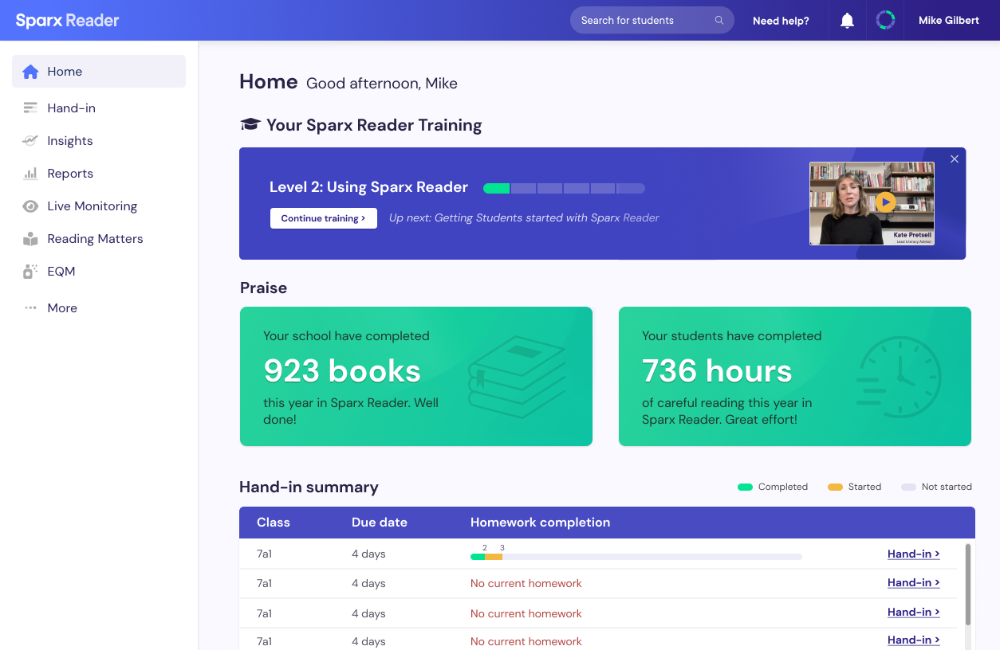 Sparx Reader
Search for students
Need help?
Mike Gilbert
Home
Hand-in
Insights
Reports
Live Monitoring
Reading Matters
EQM
More
Home Good afternoon, Mike
Your Sparx Reader Training
Level 2: Using Sparx Reader
Continue training >
Up next: Getting Students started with Sparx Reader
Kate Pretsell
Lead Literacy Advisor
Praise
Your school have completed
923 books
this year in Sparx Reader. Well
done!
Your students have completed
736 hours
of careful reading this year in
Sparx Reader. Great effort!
Hand-in summary
Completed
Started
Not started
Class Due date Homework completion
2 3
7a1 4 days Hand-in >
7a1 4 days No current homework Hand-in >
7a1 4 days No current homework Hand-in >
7a1 4 days No current homework Hand-in >